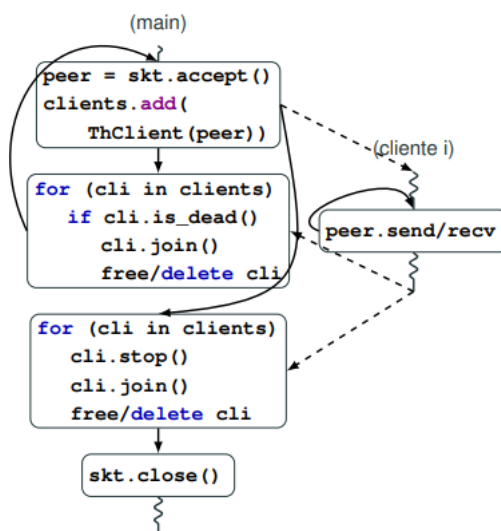 (main)
peer = skt.accept()
clients.add(
ThClient(peer))
(cliente i)
for (cli in clients)
if cli.is_dead()
cli.join()
free/delete cli
peer.send/recv
for (cli in clients)
cli.stop()
cli.join()
free/delete cli
skt.close()